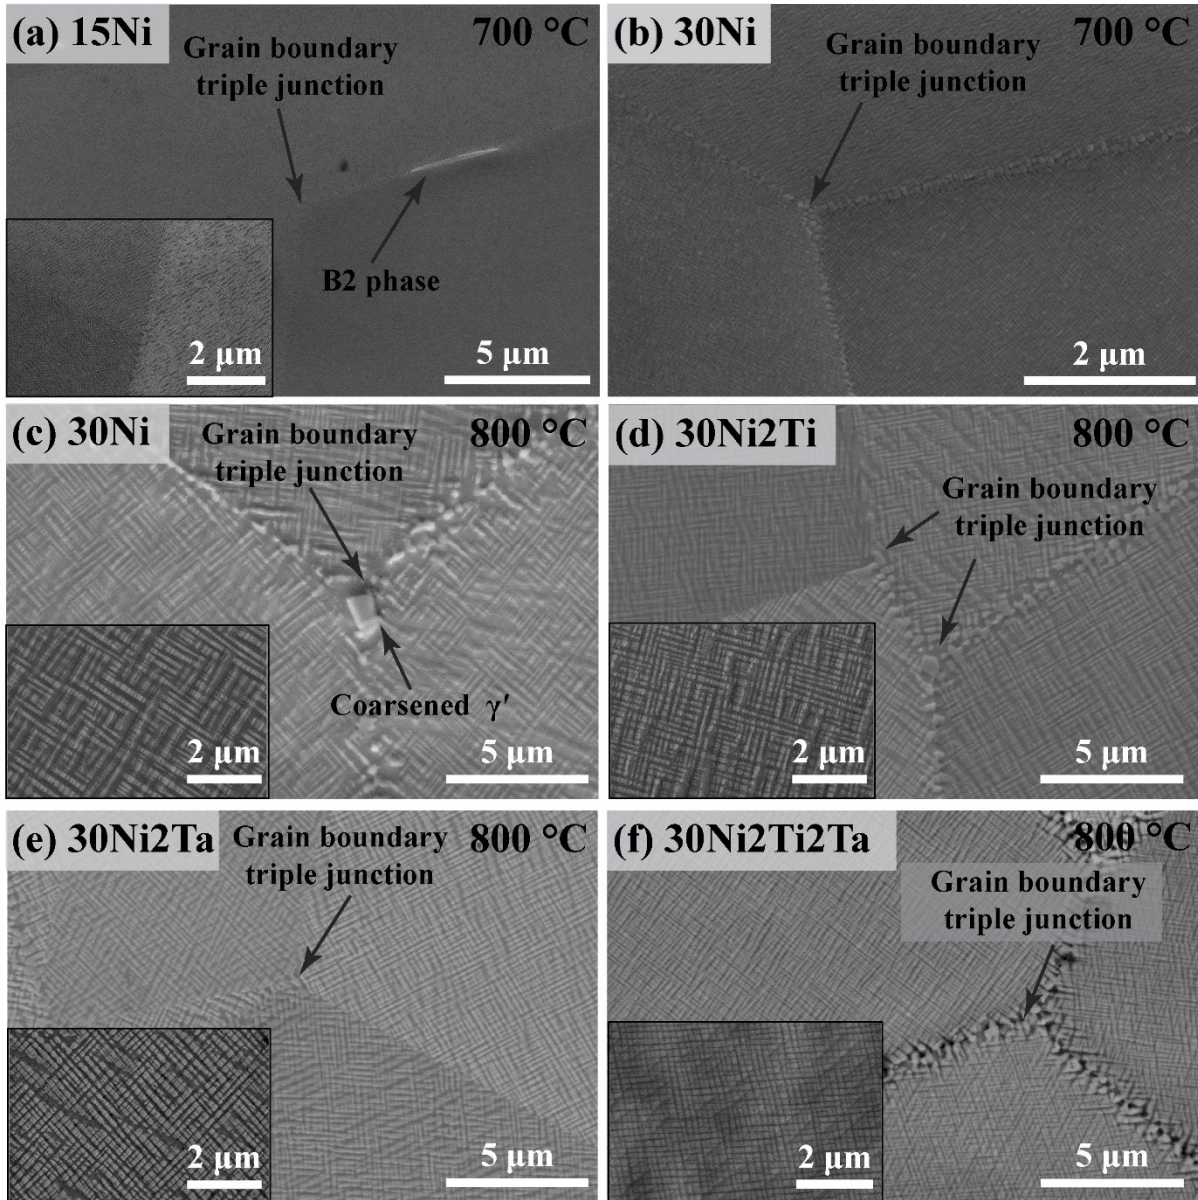 (a) 15Ni
700 °C
Grain boundary
triple junction
B2 phase
2 μm
5 μm
(b) 30Ni
700 °C
Grain boundary
triple junction
2 μm
(c) 30Ni
800 °C
Grain boundary
triple junction
Coarsened γ′
2 μm
5 μm
(d) 30Ni2Ti
800 °C
Grain boundary
triple junction
2 μm
5 μm
(e) 30Ni2Ta
800 °C
Grain boundary
triple junction
2 μm
5 μm
(f) 30Ni2Ti2Ta
800 °C
Grain boundary
triple junction
2 μm
5 μm